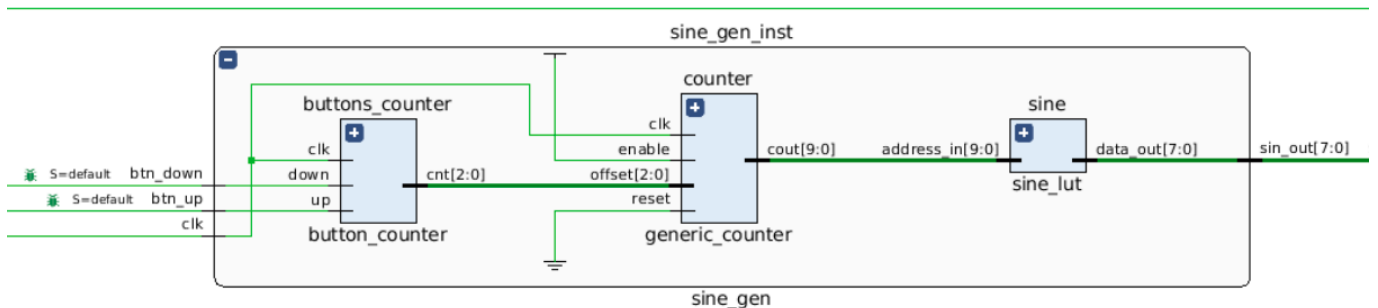 sine_gen_inst
counter
buttons_counter
sine
clk
clk
enable
cout[9:0]
address_in[9:0]
data_out[7:0]
sin_out[7:0]
S=default btn_down
down
cnt[2:0]
offset[2:0]
sine_lut
S=default btn_up
up
reset
clk
button_counter
generic_counter
sine_gen